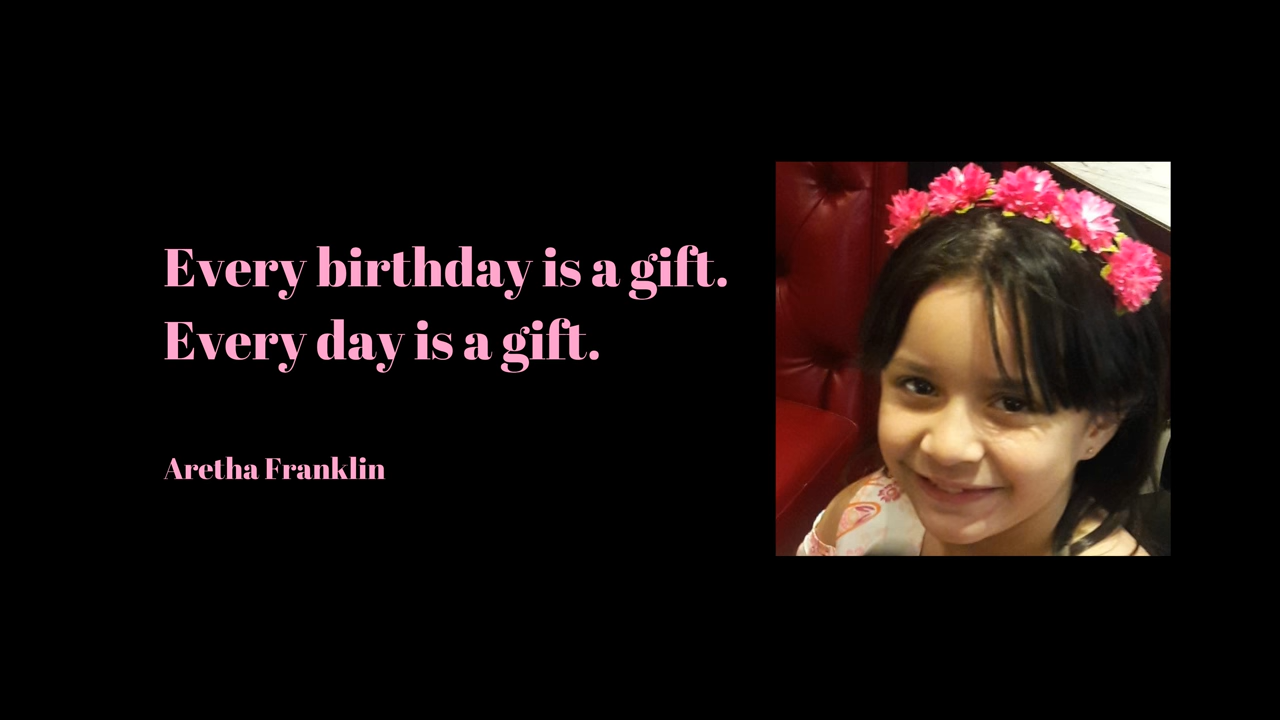 Every birthday is a gift.
Every day is a gift.
Aretha Franklin